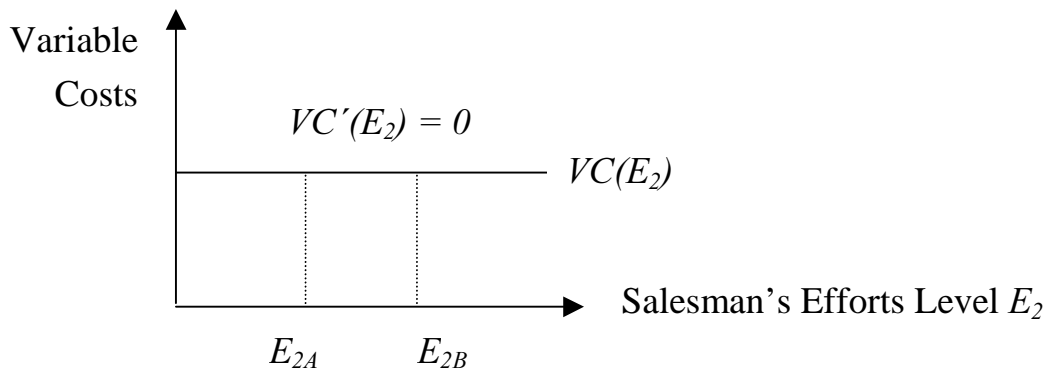 Variable
Costs
VC´(E2) = 0
VC(E2)
Salesman’s Efforts Level E2
E2A E2B